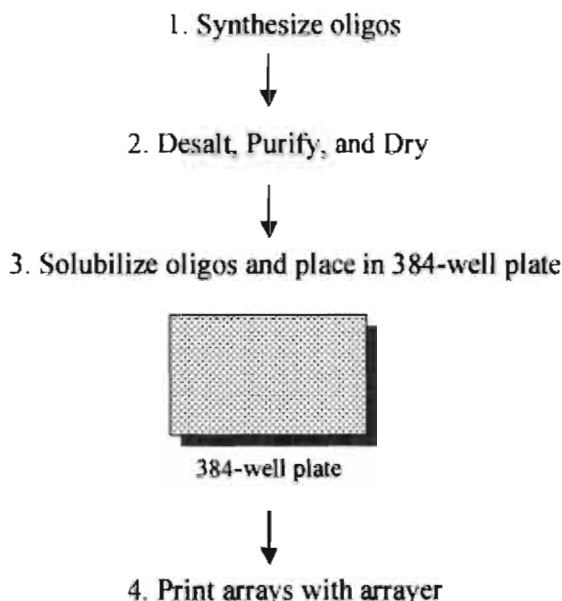 1. Synthesize oligos
2. Desalt, Purify, and Dry
3. Solubilize oligos and place in 384-well plate
384-well plate
4. Print arrays with arrayer